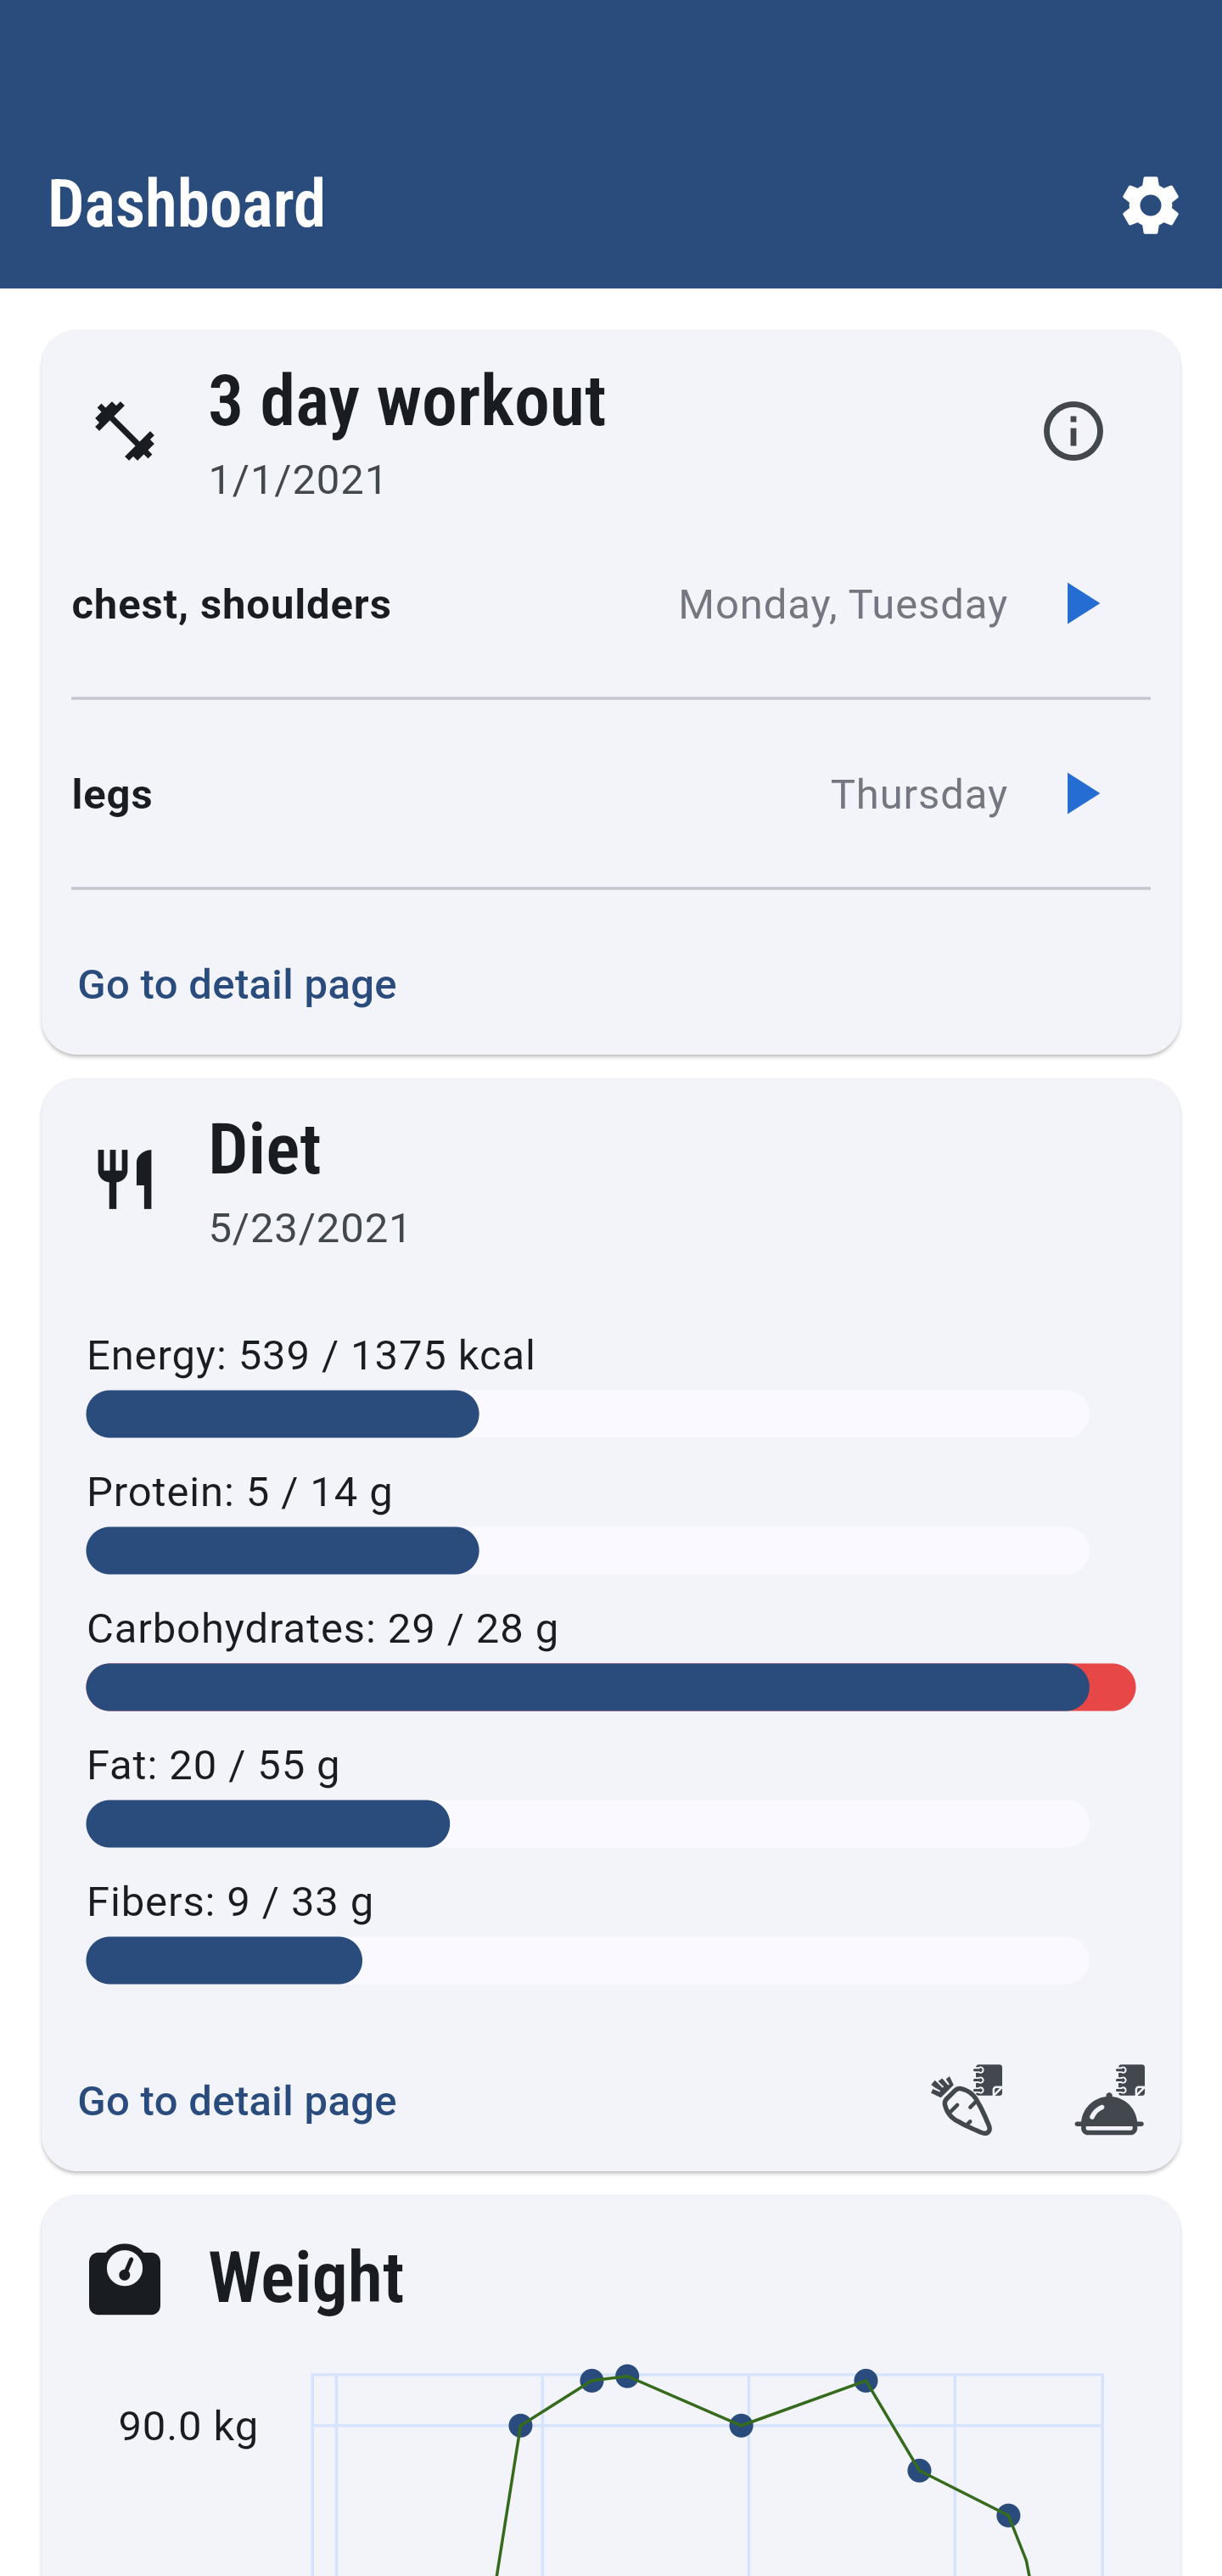 Dashboard
3 day workout
1/1/2021
chest, shoulders Monday, Tuesday
legs Thursday
Go to detail page
Diet
5/23/2021
Energy: 539 / 1375 kcal
Protein: 5 / 14 g
Carbohydrates: 29 / 28 g
Fat: 20 / 55 g
Fibers: 9 / 33 g
Go to detail page
Weight
90.0 kg